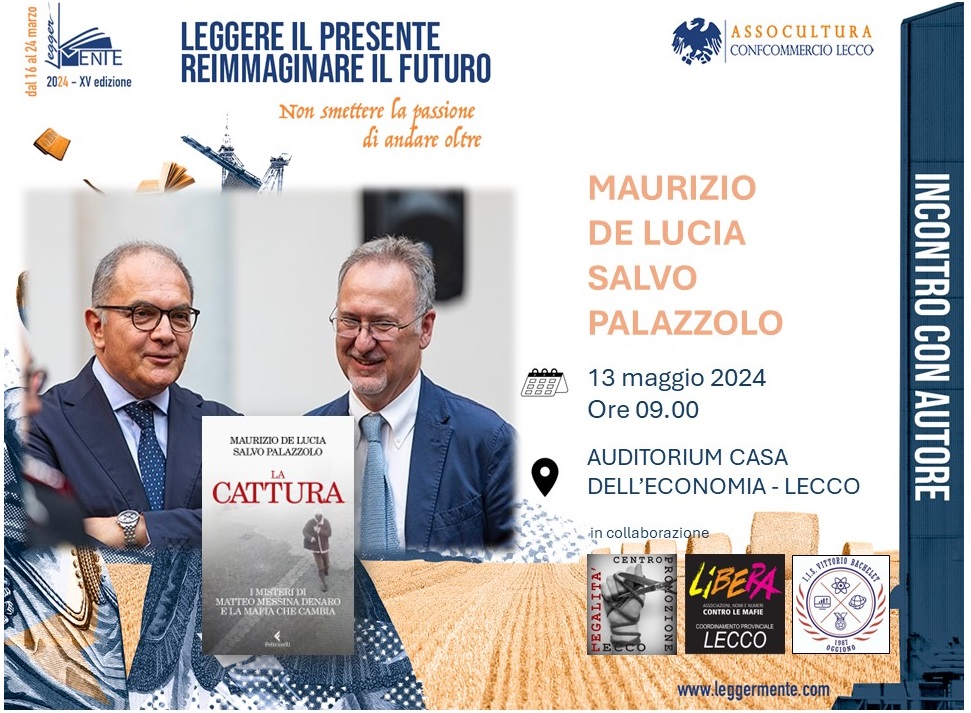 dal 16 al 24 marzo
leggerMENTE
2024 - XV edizione
LEGGERE IL PRESENTE
REIMMAGINARE IL FUTURO
Non smettere la passione
di andare oltre
ASSOCULTURA
CONFCOMMERCIO LECCO
INCONTRO CON AUTORE
MAURIZIO
DE LUCIA
SALVO
PALAZZOLO
13 maggio 2024
Ore 09.00
AUDITORIUM CASA
DELL'ECONOMIA - LECCO
MAURIZIO DE LUCIA
SALVO PALAZZOLO
LA
CATTURA
I MISTERI DI
MATTEO MESSINA DENARO
E LA MAFIA CHE CAMBIA
Feltrinelli
in collaborazione
CENTRO
PROMOZIONE
LEGALITA'
LECCO
LIBERA
ASSOCIAZIONI, NOMI E NUMERI
CONTRO LE MAFIE
COORDINAMENTO PROVINCIALE
LECCO
I.I.S. VITTORIO BACHELET
1987
OGGIONO
www.leggermente.com